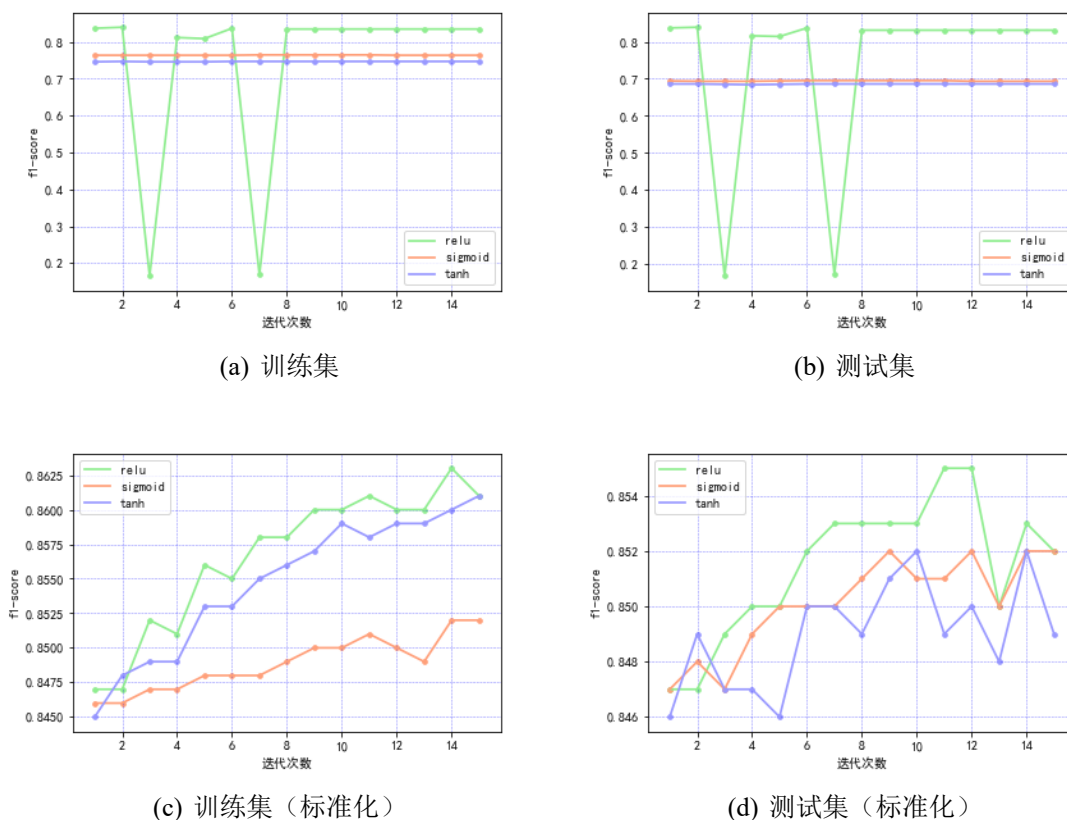 0.8
0.7
0.6
0.5
0.4
0.3
0.2
f1-score
relu
sigmoid
tanh
2 4 6 8 10 12 14
迭代次数
(a) 训练集
0.8
0.7
0.6
0.5
0.4
0.3
0.2
f1-score
relu
sigmoid
tanh
2 4 6 8 10 12 14
迭代次数
(b) 测试集
0.8625
0.8600
0.8575
0.8550
0.8525
0.8500
0.8475
0.8450
f1-score
relu
sigmoid
tanh
2 4 6 8 10 12 14
迭代次数
(c) 训练集（标准化）
0.854
0.852
0.850
0.848
0.846
f1-score
relu
sigmoid
tanh
2 4 6 8 10 12 14
迭代次数
(d) 测试集（标准化）